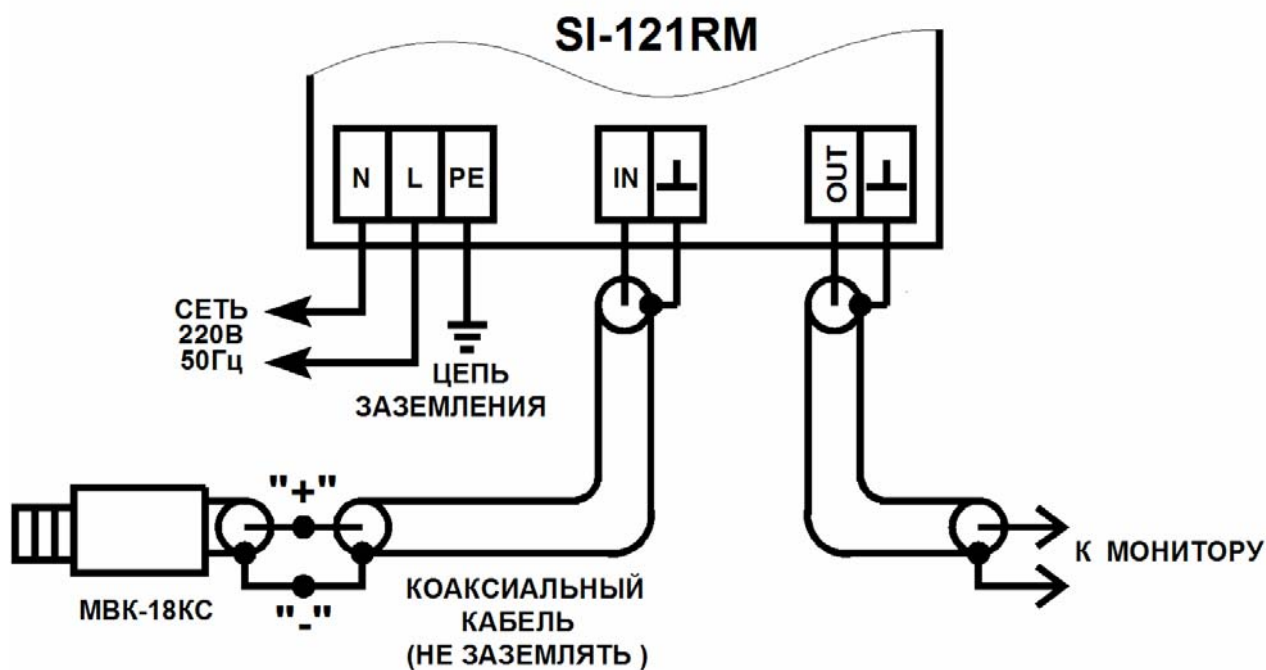 SI-121RM
N L PE IN ⊥ OUT ⊥
СЕТЬ
220В
50Гц
ЦЕПЬ
ЗАЗЕМЛЕНИЯ
"+"
"-"
МВК-18КС
КОАКСИАЛЬНЫЙ
КАБЕЛЬ
(НЕ ЗАЗЕМЛЯТЬ )
К МОНИТОРУ